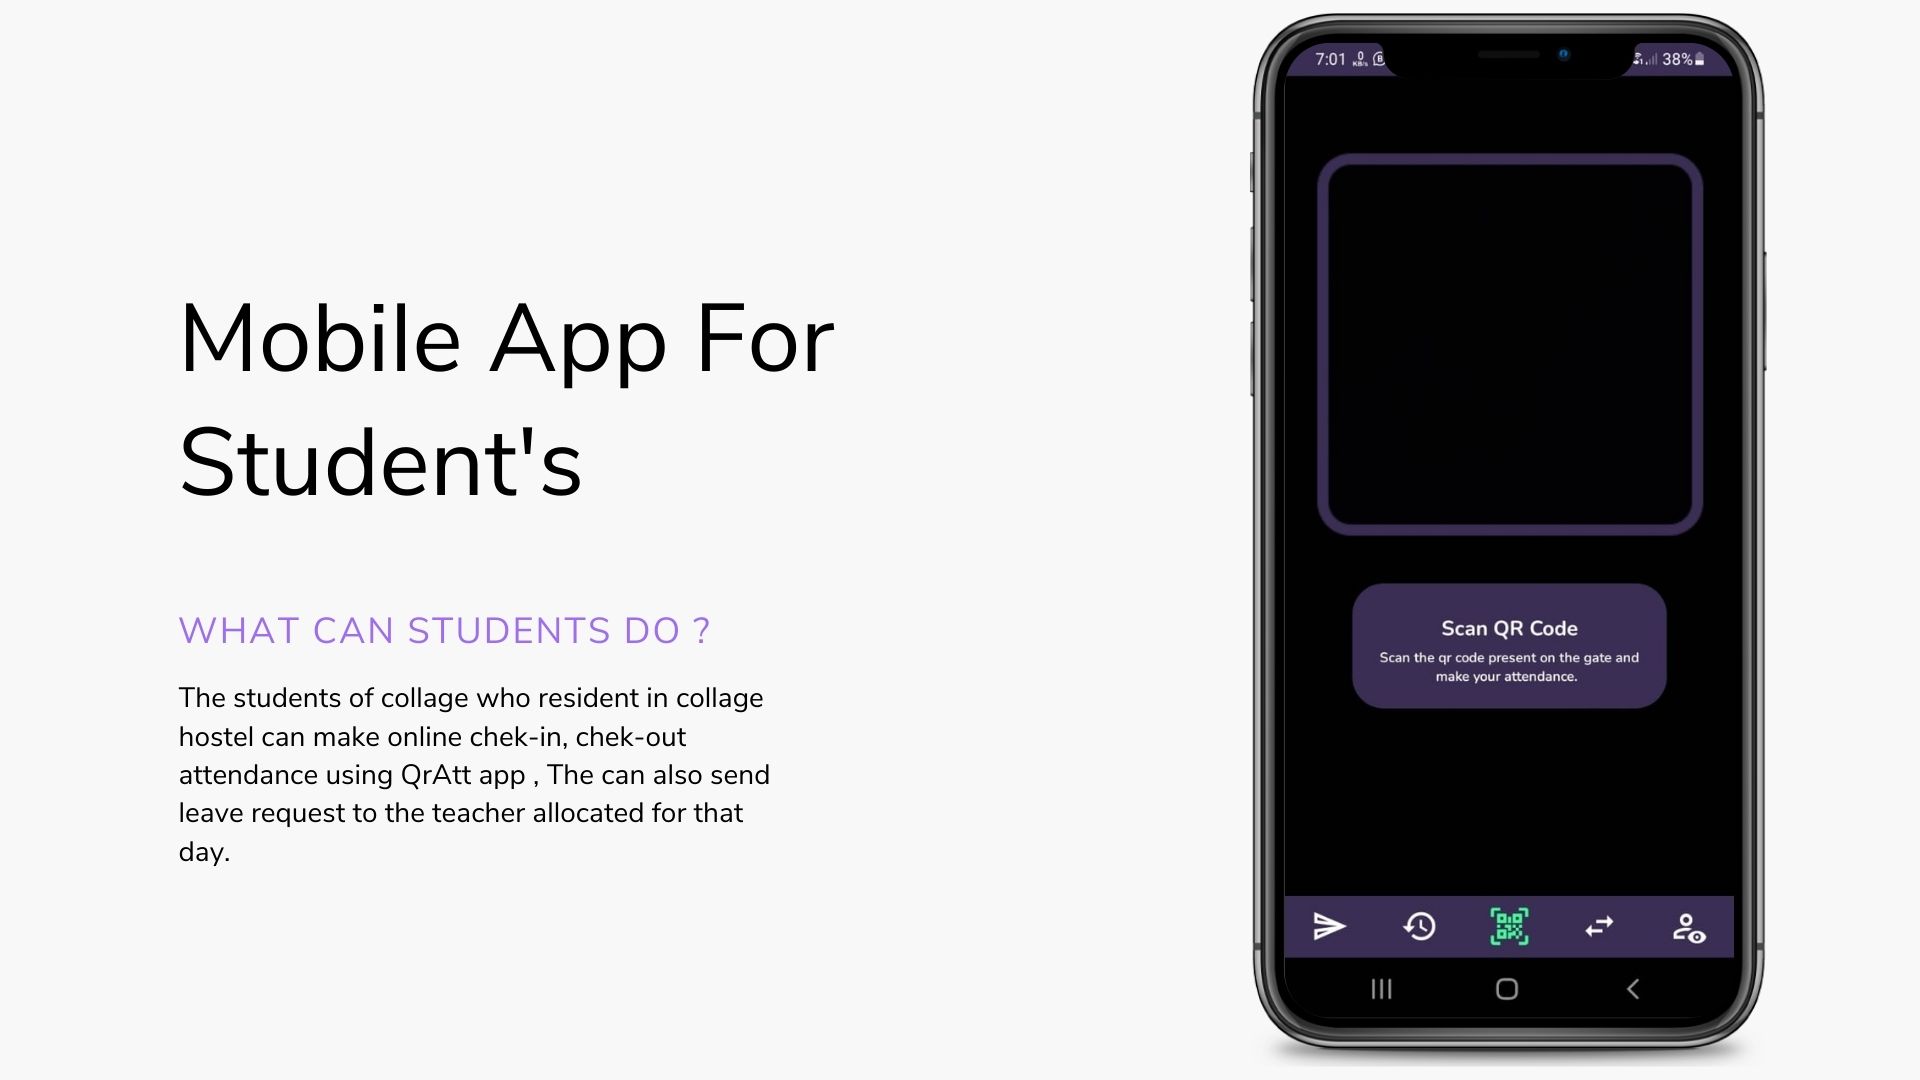 Mobile App For
Student's
WHAT CAN STUDENTS DO ?
The students of collage who resident in collage
hostel can make online chek-in, chek-out
attendance using QrAtt app , The can also send
leave request to the teacher allocated for that
day.
7:01 0 KB/s 38%
Scan QR Code
Scan the qr code present on the gate and
make your attendance.